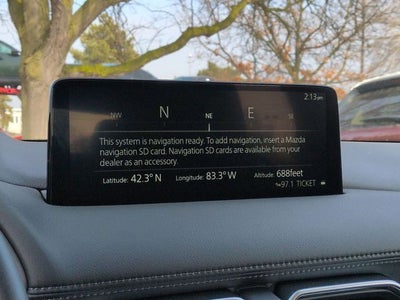 2:13pm
NW N NE E SE
This system is navigation ready. To add navigation, insert a Mazda
navigation SD card. Navigation SD cards are available from your
dealer as an accessory.
Latitude: 42.3° N Longitude: 83.3° W Altitude: 688feet
97.1 TICKET